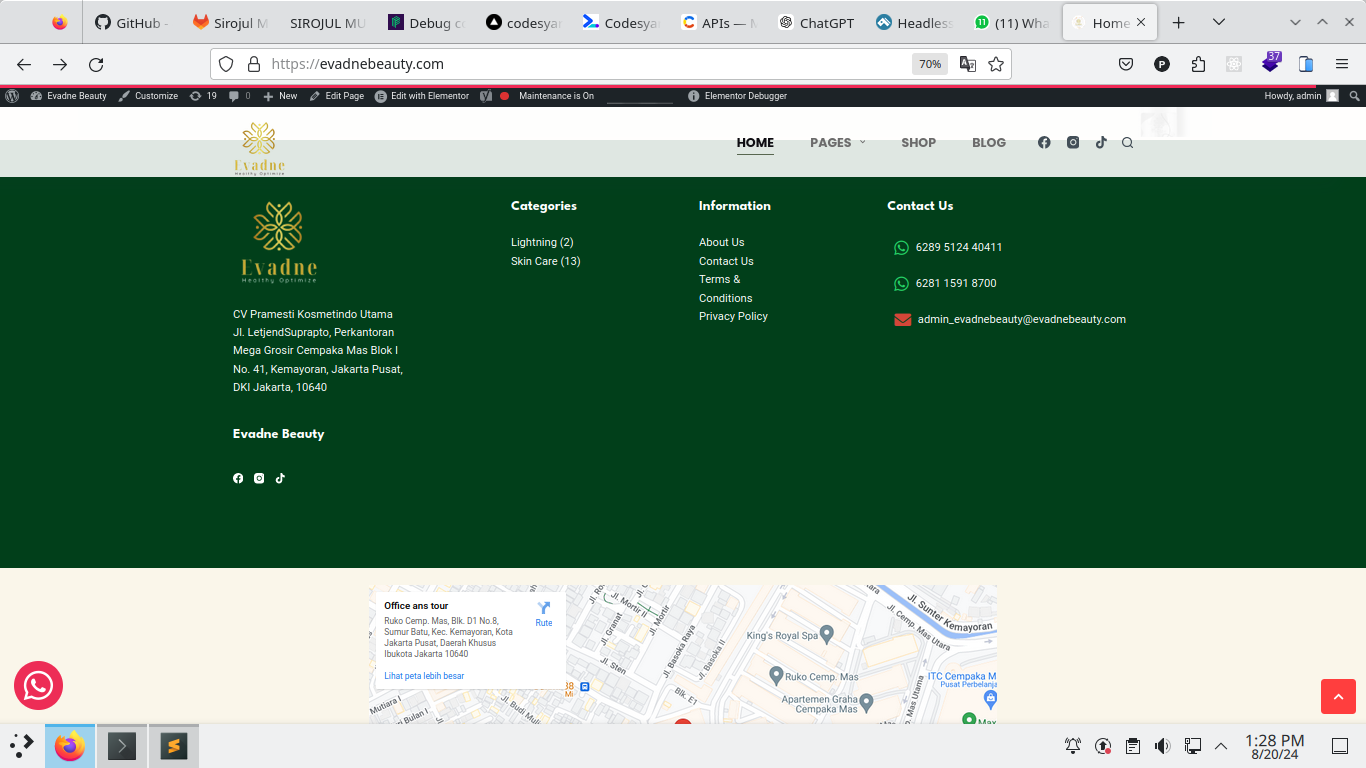 GitHub -
Sirojul M
SIROJUL MU
Debug co
codesyar
Codesyar
APIs — M
ChatGPT
Headless
(11) Wha
Home
https://evadnebeauty.com
70%
37
Evadne Beauty
Customize
19
0
New
Edit Page
Edit with Elementor
Maintenance is On
Elementor Debugger
Howdy, admin
Evadne
Healthy Optimize
HOME
PAGES
SHOP
BLOG
Evadne
Healthy Optimize
CV Pramesti Kosmetindo Utama
Jl. LetjendSuprapto, Perkantoran
Mega Grosir Cempaka Mas Blok I
No. 41, Kemayoran, Jakarta Pusat,
DKI Jakarta, 10640
Evadne Beauty
Categories
Lightning (2)
Skin Care (13)
Information
About Us
Contact Us
Terms &
Conditions
Privacy Policy
Contact Us
6289 5124 40411
6281 1591 8700
admin_evadnebeauty@evadnebeauty.com
Office ans tour
Ruko Cemp. Mas, Blk. D1 No.8,
Sumur Batu, Kec. Kemayoran, Kota
Jakarta Pusat, Daerah Khusus
Ibukota Jakarta 10640
Lihat peta lebih besar
Rute
Jl. Mortir II
Jl. Mortir
Jl. Granat
Jl. Sten
Jl. Basoka Raya
Jl. Basoka II
Blk. E1
King's Royal Spa
Ruko Cemp. Mas
Apartemen Graha
Cempaka Mas
Jl. Sunter Kemayoran
Jl. Cemp. Mas Utara
ITC Cempaka M
Pusat Perbelanja
Mas Utama
Max
Mutiara I
Bulan I
Jl. Budi Mul
1:28 PM
8/20/24